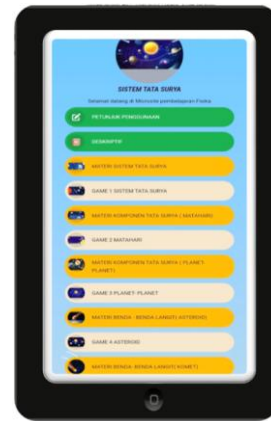 SISTEM TATA SURYA
Selamat datang di Microsite pembelajaran Fisika
PETUNJUK PENGGUNAAN
DESKRIPTIF
MATERI SISTEM TATA SURYA
GAME 1 SISTEM TATA SURYA
MATERI KOMPONEN TATA SURYA ( MATAHARI)
GAME 2 MATAHARI
MATERI KOMPONEN TATA SURYA ( PLANET-
PLANET)
GAME 3 PLANET- PLANET
MATERI BENDA - BENDA LANGIT( ASTEROID)
GAME 4 ASTEROID
MATERI BENDA- BENDA LANGIT( KOMET)